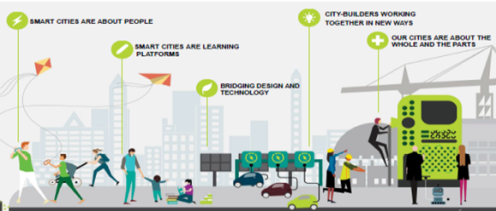 SMART CITIES ARE ABOUT PEOPLE
SMART CITIES ARE LEARNING
PLATFORMS
BRIDGING DESIGN AND
TECHNOLOGY
CITY-BUILDERS WORKING
TOGETHER IN NEW WAYS
OUR CITIES ARE ABOUT THE
WHOLE AND THE PARTS